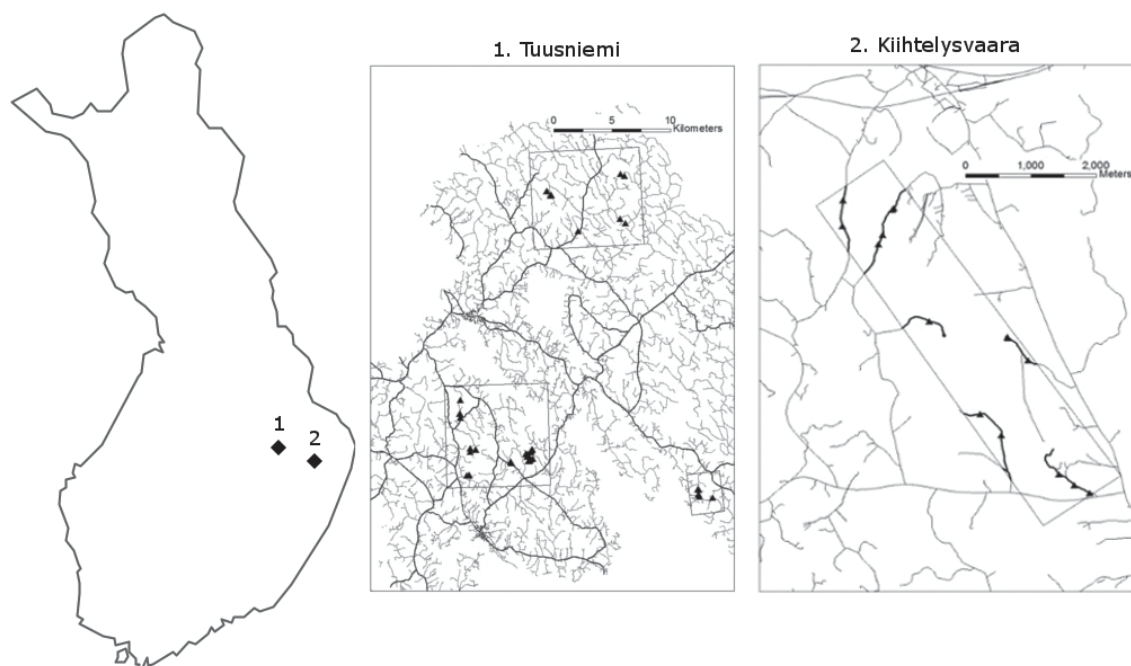 1. Tuusniemi
2. Kiihtelysvaara
0 5 10
Kilometers
0 1,000 2,000
Meters
1
2